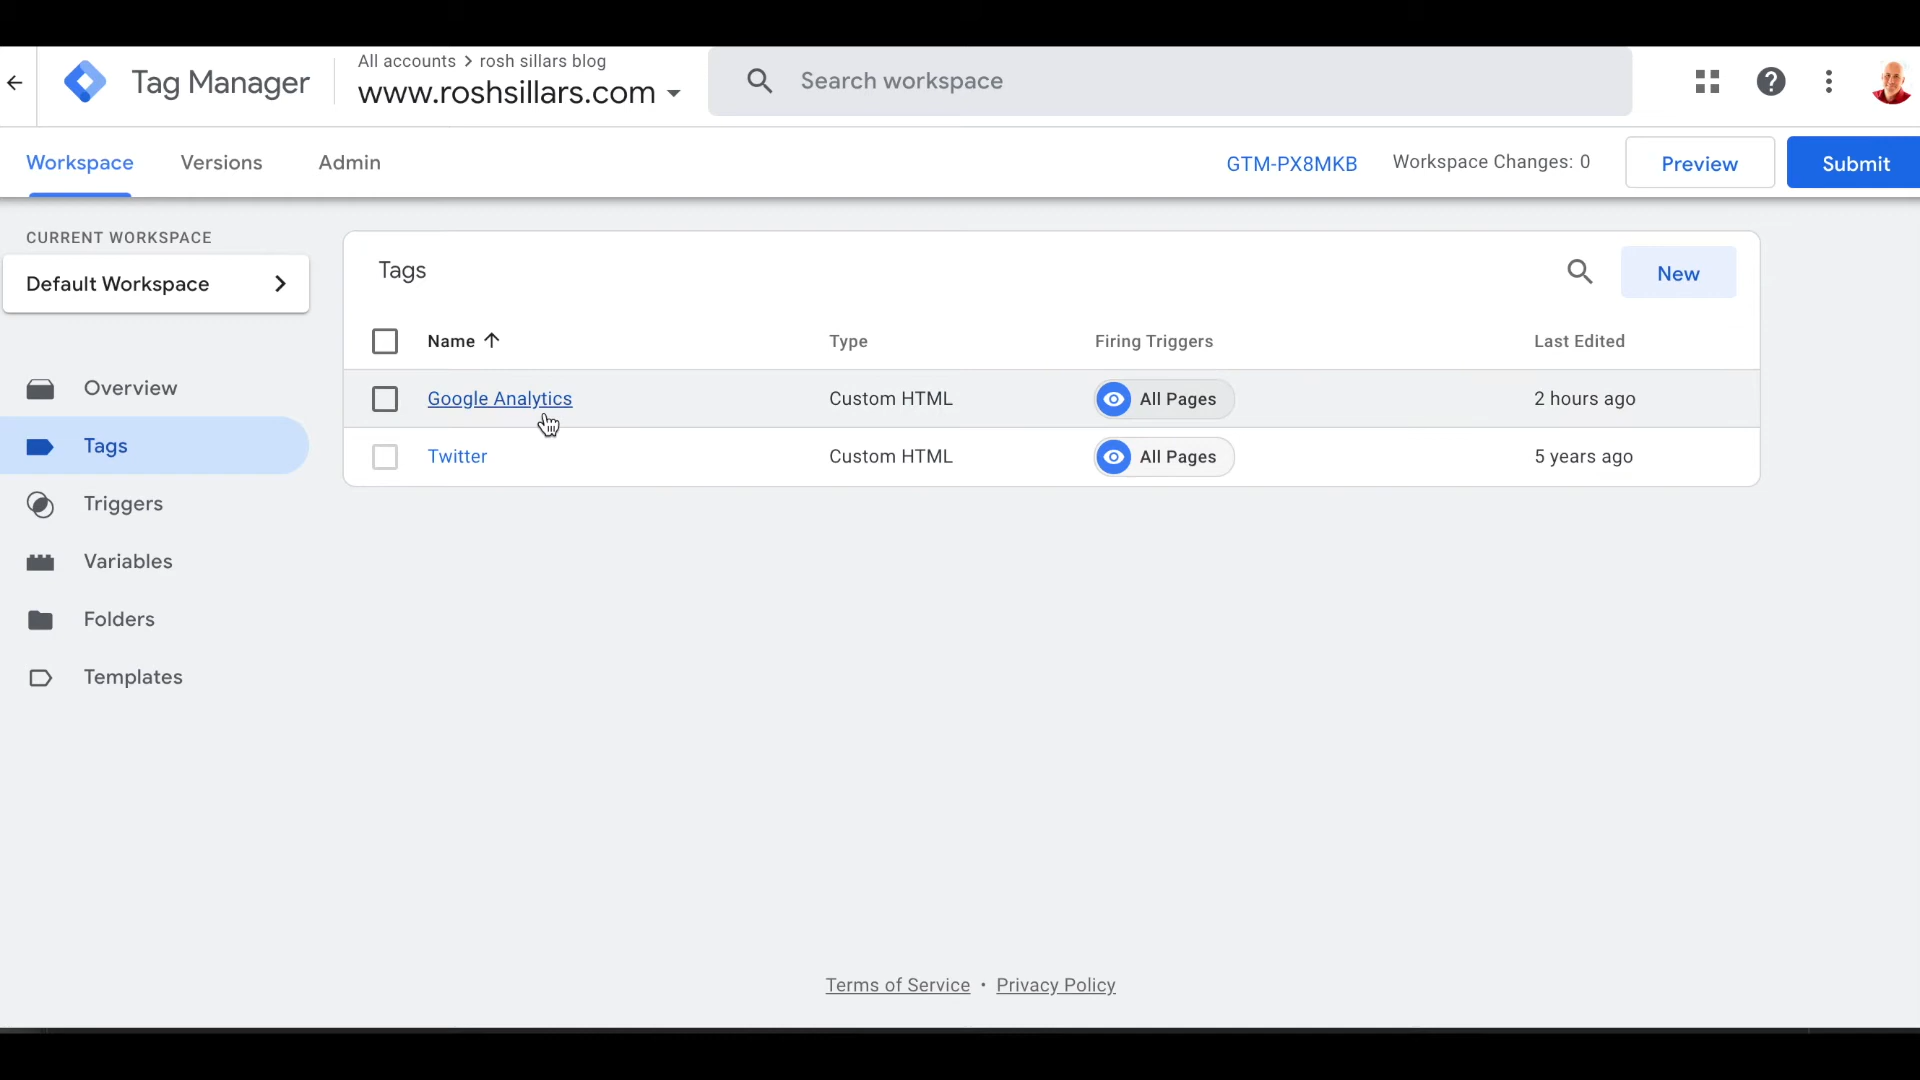 All accounts > rosh sillars blog
Tag Manager
www.roshsillars.com
Search workspace
Workspace
Versions
Admin
GTM-PX8MKB
Workspace Changes: 0
Preview
Submit
CURRENT WORKSPACE
Default Workspace
Overview
Tags
Triggers
Variables
Folders
Templates
Tags
New
Name
Type
Firing Triggers
Last Edited
Google Analytics
Custom HTML
All Pages
2 hours ago
Twitter
Custom HTML
All Pages
5 years ago
Terms of Service • Privacy Policy